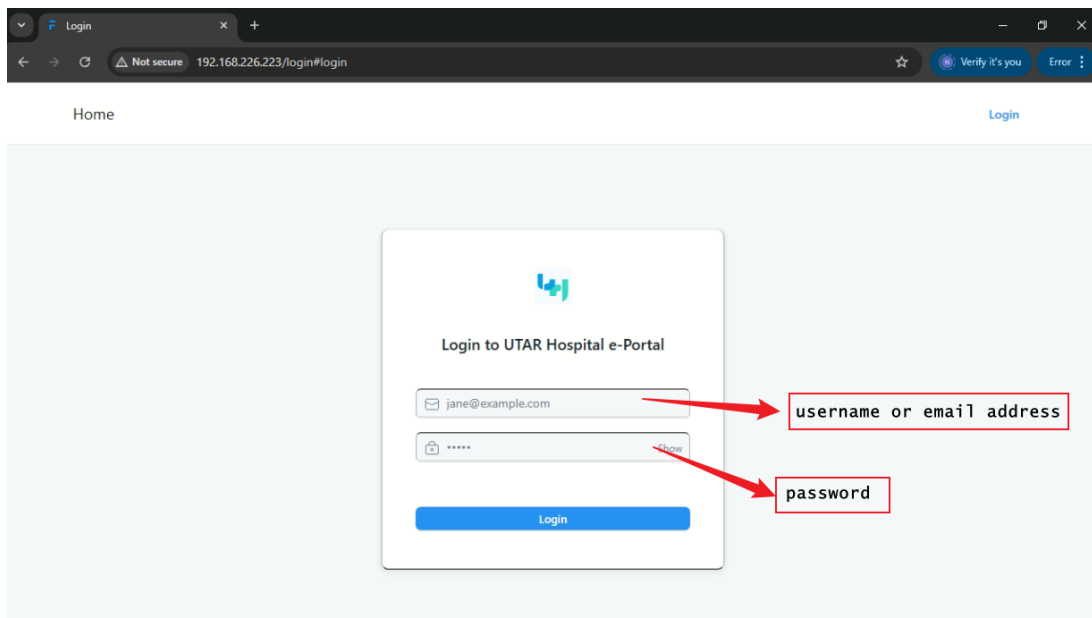 Login
Not secure 192.168.226.223/login#login
Verify it's you
Error
Home
Login
Login to UTAR Hospital e-Portal
jane@example.com
username or email address
••••• Show
password
Login